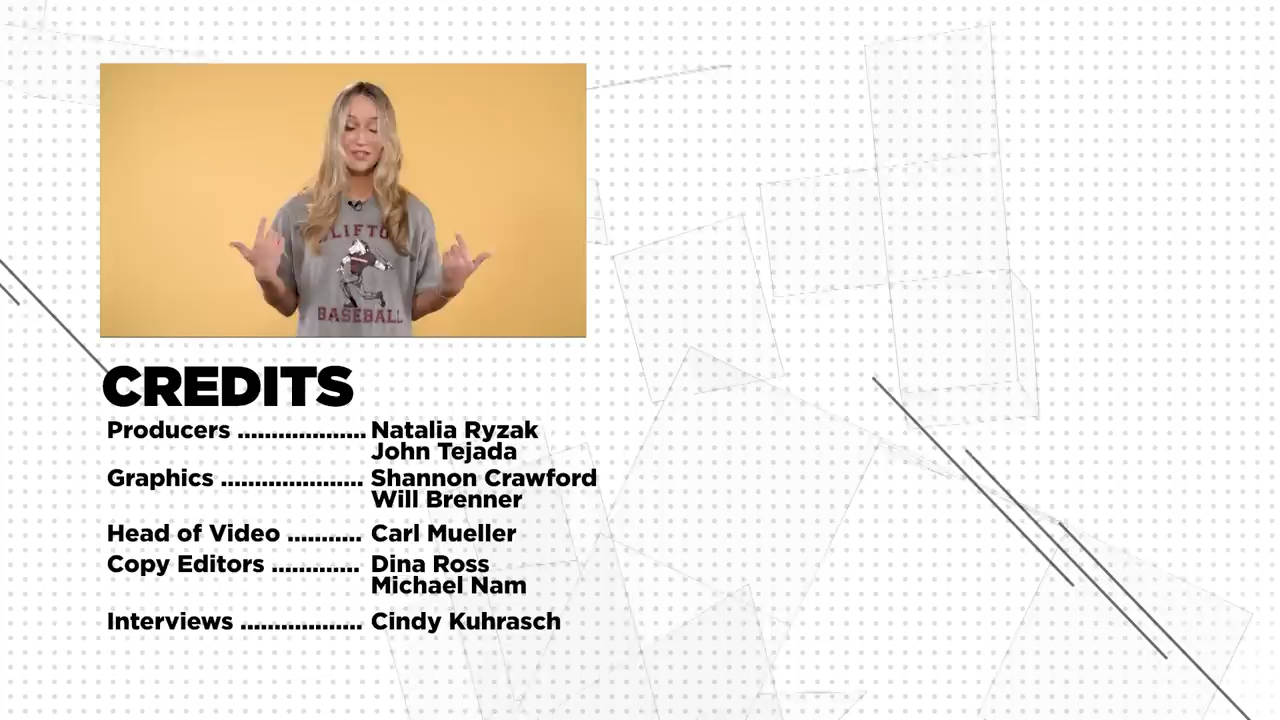 CLIFTO
BASEBALL
CREDITS
Producers ................... Natalia Ryzak
John Tejada
Graphics ..................... Shannon Crawford
Will Brenner
Head of Video ........... Carl Mueller
Copy Editors ............. Dina Ross
Michael Nam
Interviews .................. Cindy Kuhrasch